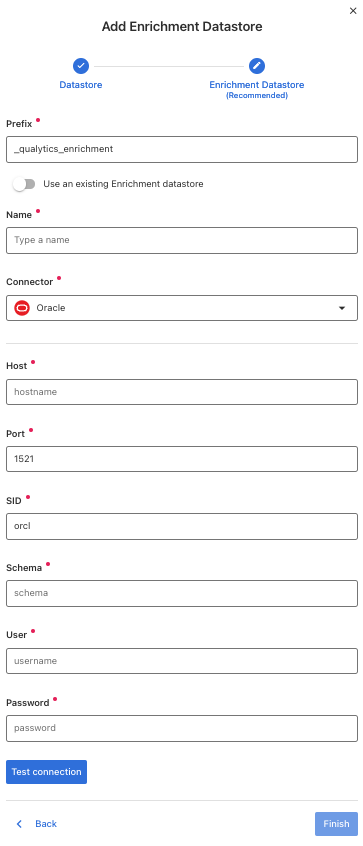 Add Enrichment Datastore
Datastore
Enrichment Datastore
(Recommended)
Prefix
_qualytics_enrichment
Use an existing Enrichment datastore
Name
Type a name
Connector
Oracle
Host
hostname
Port
1521
SID
orcl
Schema
schema
User
username
Password
password
Test connection
Back
Finish